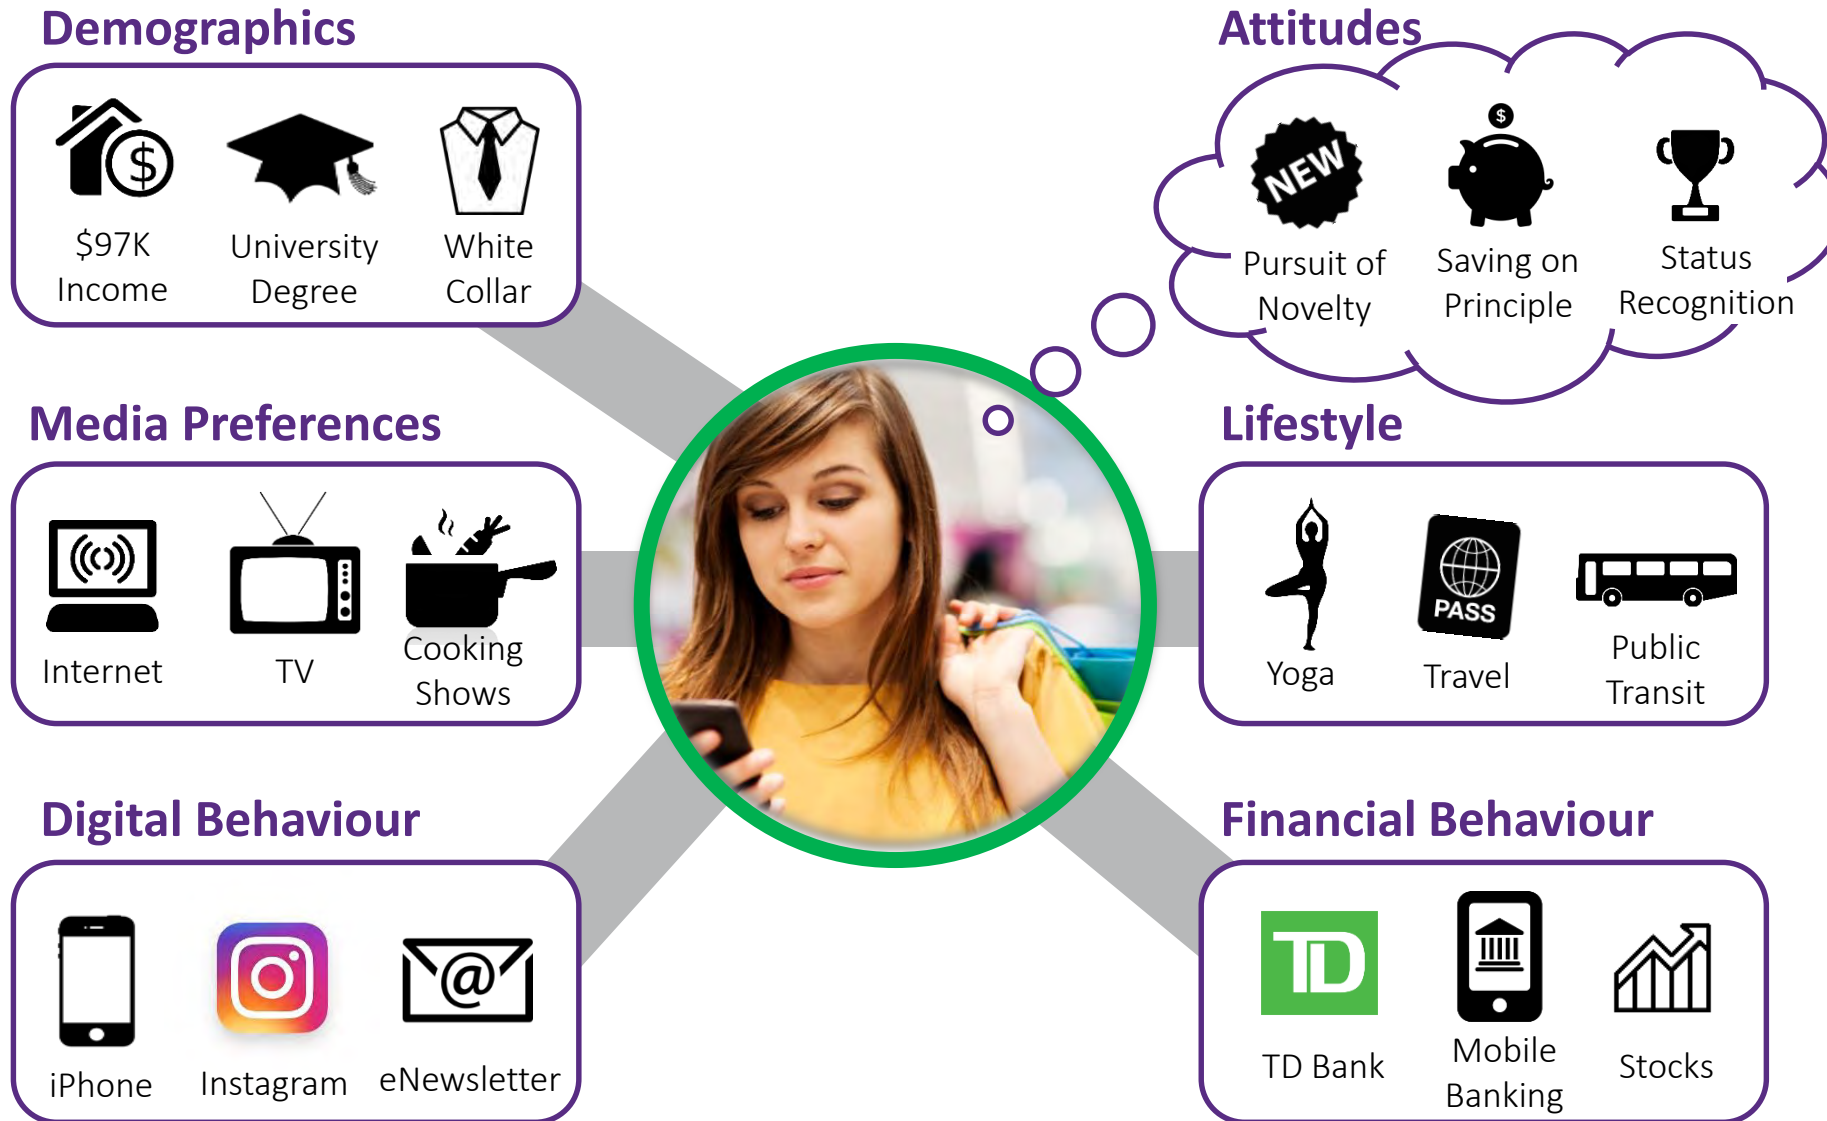 Demographics
$
$97K
Income
University
Degree
White
Collar
Attitudes
NEW
$
Pursuit of
Novelty
Saving on
Principle
Status
Recognition
Media Preferences
Internet
TV
Cooking
Shows
Lifestyle
PASS
Yoga
Travel
Public
Transit
Digital Behaviour
@
iPhone
Instagram
eNewsletter
Financial Behaviour
TD
TD Bank
Mobile
Banking
Stocks